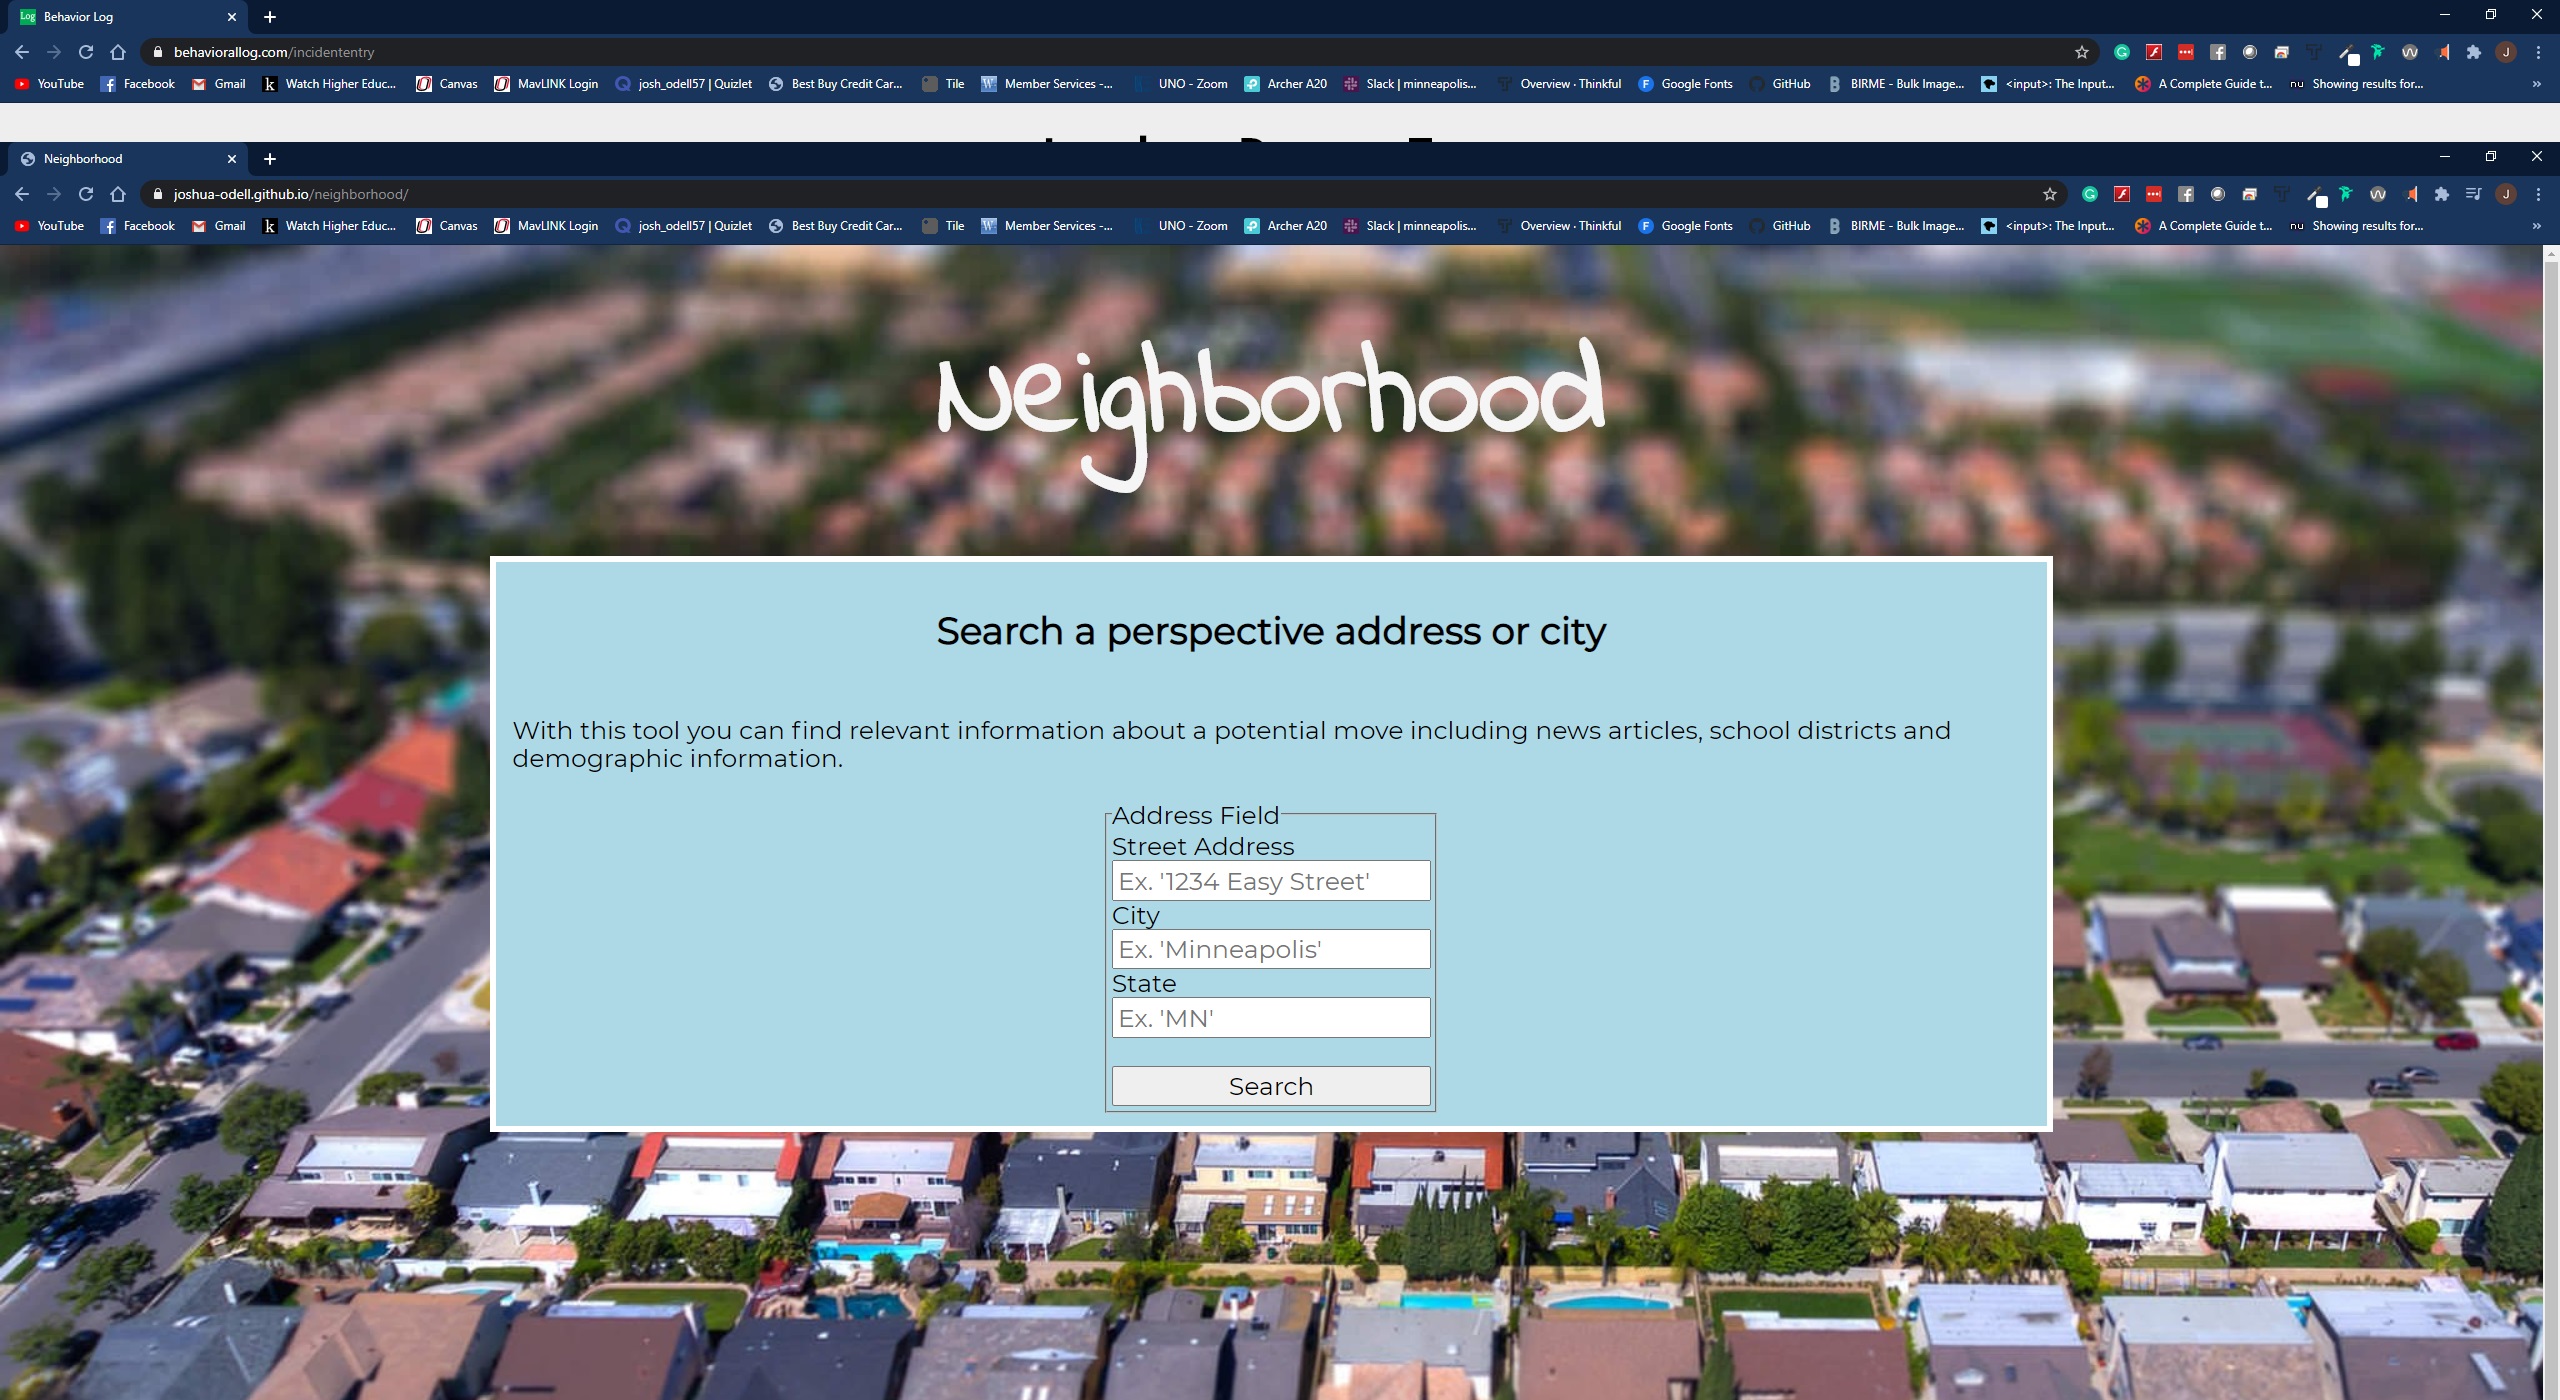 Log Behavior Log
behaviorallog.com/incidententry
YouTube Facebook Gmail Watch Higher Educ... Canvas MavLINK Login josh_odell57 | Quizlet Best Buy Credit Car... Tile Member Services -... UNO - Zoom Archer A20 Slack | minneapolis... Overview · Thinkful Google Fonts GitHub BIRME - Bulk Image... <input>: The Input... A Complete Guide t... Showing results for... »
Neighborhood
joshua-odell.github.io/neighborhood/
YouTube Facebook Gmail Watch Higher Educ... Canvas MavLINK Login josh_odell57 | Quizlet Best Buy Credit Car... Tile Member Services -... UNO - Zoom Archer A20 Slack | minneapolis... Overview · Thinkful Google Fonts GitHub BIRME - Bulk Image... <input>: The Input... A Complete Guide t... Showing results for... »
Neighborhood
Search a perspective address or city
With this tool you can find relevant information about a potential move including news articles, school districts and
demographic information.
Address Field
Street Address
Ex. '1234 Easy Street'
City
Ex. 'Minneapolis'
State
Ex. 'MN'
Search